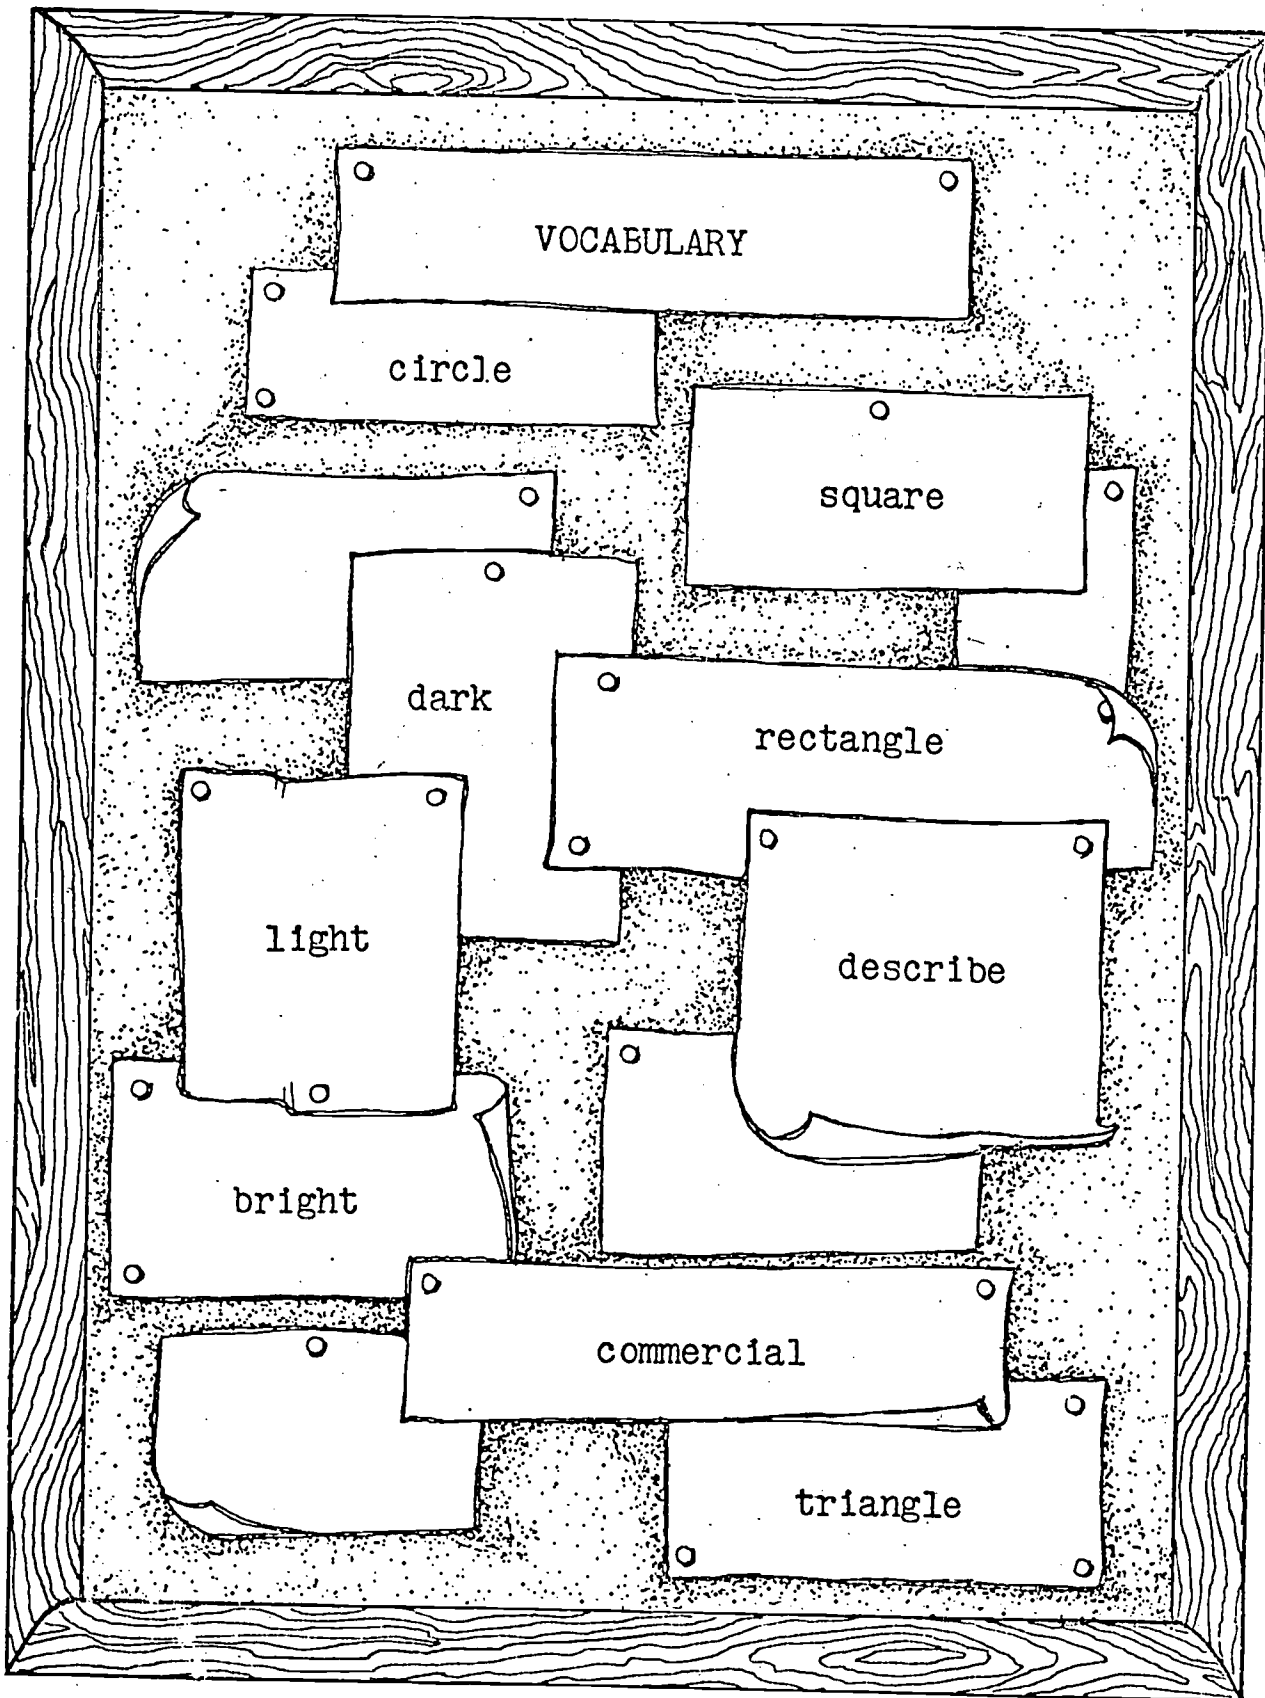 VOCABULARY
circle
square
dark
rectangle
light
describe
bright
commercial
triangle